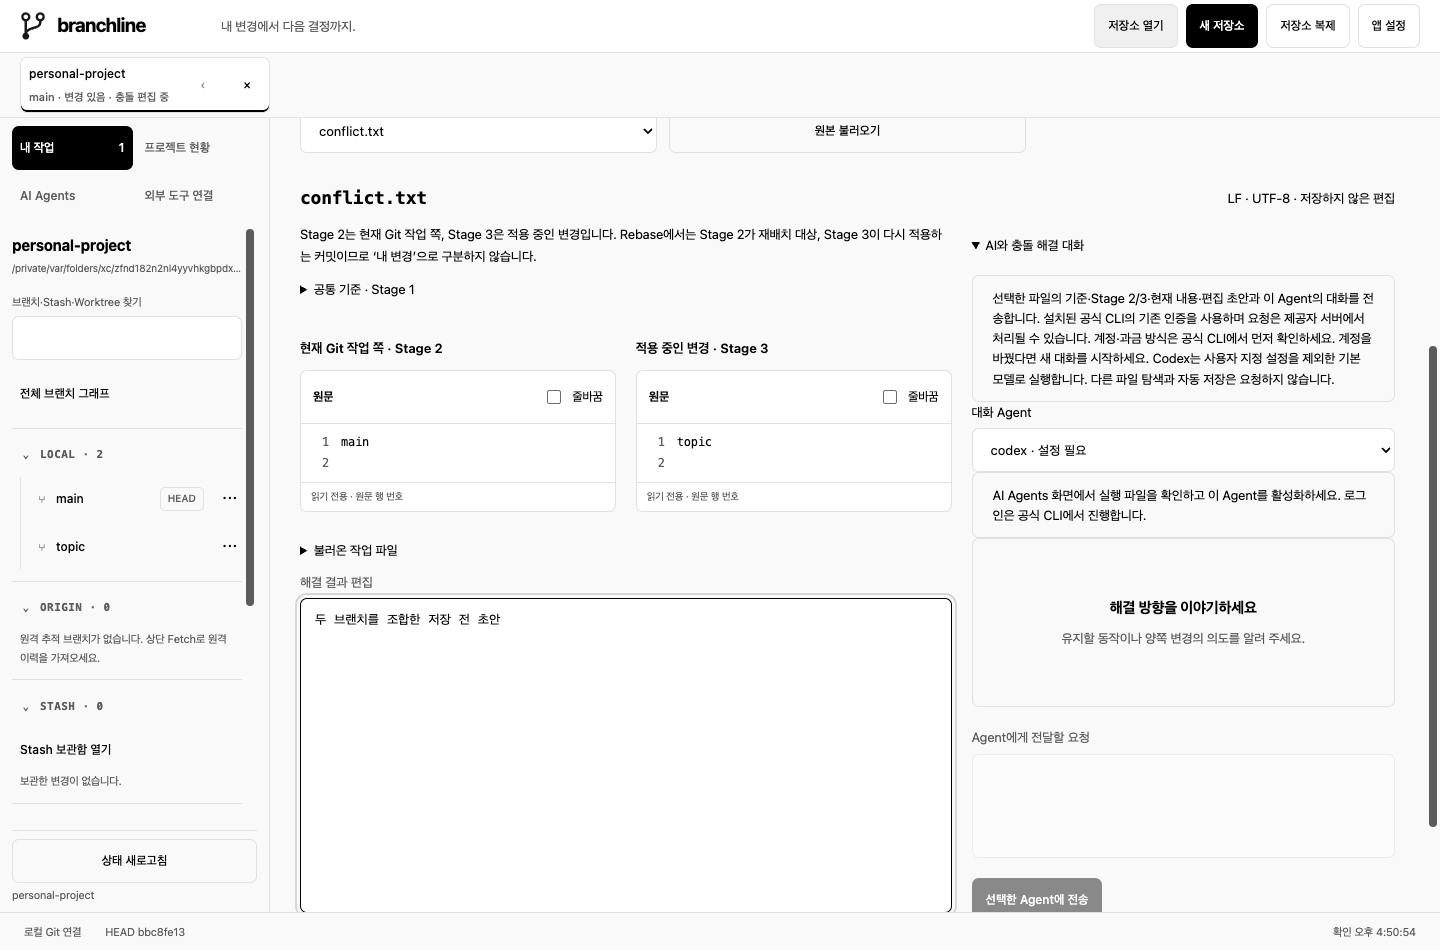 branchline
내 변경에서 다음 결정까지.
저장소 열기
새 저장소
저장소 복제
앱 설정
personal-project
main · 변경 있음 · 충돌 편집 중
‹
×
내 작업 1
프로젝트 현황
AI Agents
외부 도구 연결
personal-project
/private/var/folders/xc/zfnd182n2nl4yyvhkgbpdx...
브랜치·Stash·Worktree 찾기
전체 브랜치 그래프
LOCAL · 2
main HEAD ···
topic ···
ORIGIN · 0
원격 추적 브랜치가 없습니다. 상단 Fetch로 원격
이력을 가져오세요.
STASH · 0
Stash 보관함 열기
보관한 변경이 없습니다.
상태 새로고침
personal-project
conflict.txt
원본 불러오기
conflict.txt
LF · UTF-8 · 저장하지 않은 편집
Stage 2는 현재 Git 작업 쪽, Stage 3은 적용 중인 변경입니다. Rebase에서는 Stage 2가 재배치 대상, Stage 3이 다시 적용하
는 커밋이므로 ‘내 변경’으로 구분하지 않습니다.
▶ 공통 기준 · Stage 1
현재 Git 작업 쪽 · Stage 2
원문
줄바꿈
1 main
2
읽기 전용 · 원문 행 번호
적용 중인 변경 · Stage 3
원문
줄바꿈
1 topic
2
읽기 전용 · 원문 행 번호
▶ 불러온 작업 파일
해결 결과 편집
두 브랜치를 조합한 저장 전 초안
▼ AI와 충돌 해결 대화
선택한 파일의 기준·Stage 2/3·현재 내용·편집 초안과 이 Agent의 대화를 전
송합니다. 설치된 공식 CLI의 기존 인증을 사용하며 요청은 제공자 서버에서
처리될 수 있습니다. 계정·과금 방식은 공식 CLI에서 먼저 확인하세요. 계정을
바꿨다면 새 대화를 시작하세요. Codex는 사용자 지정 설정을 제외한 기본
모델로 실행합니다. 다른 파일 탐색과 자동 저장은 요청하지 않습니다.
대화 Agent
codex · 설정 필요
AI Agents 화면에서 실행 파일을 확인하고 이 Agent를 활성화하세요. 로그
인은 공식 CLI에서 진행합니다.
해결 방향을 이야기하세요
유지할 동작이나 양쪽 변경의 의도를 알려 주세요.
Agent에게 전달할 요청
선택한 Agent에 전송
로컬 Git 연결
HEAD bbc8fe13
확인 오후 4:50:54